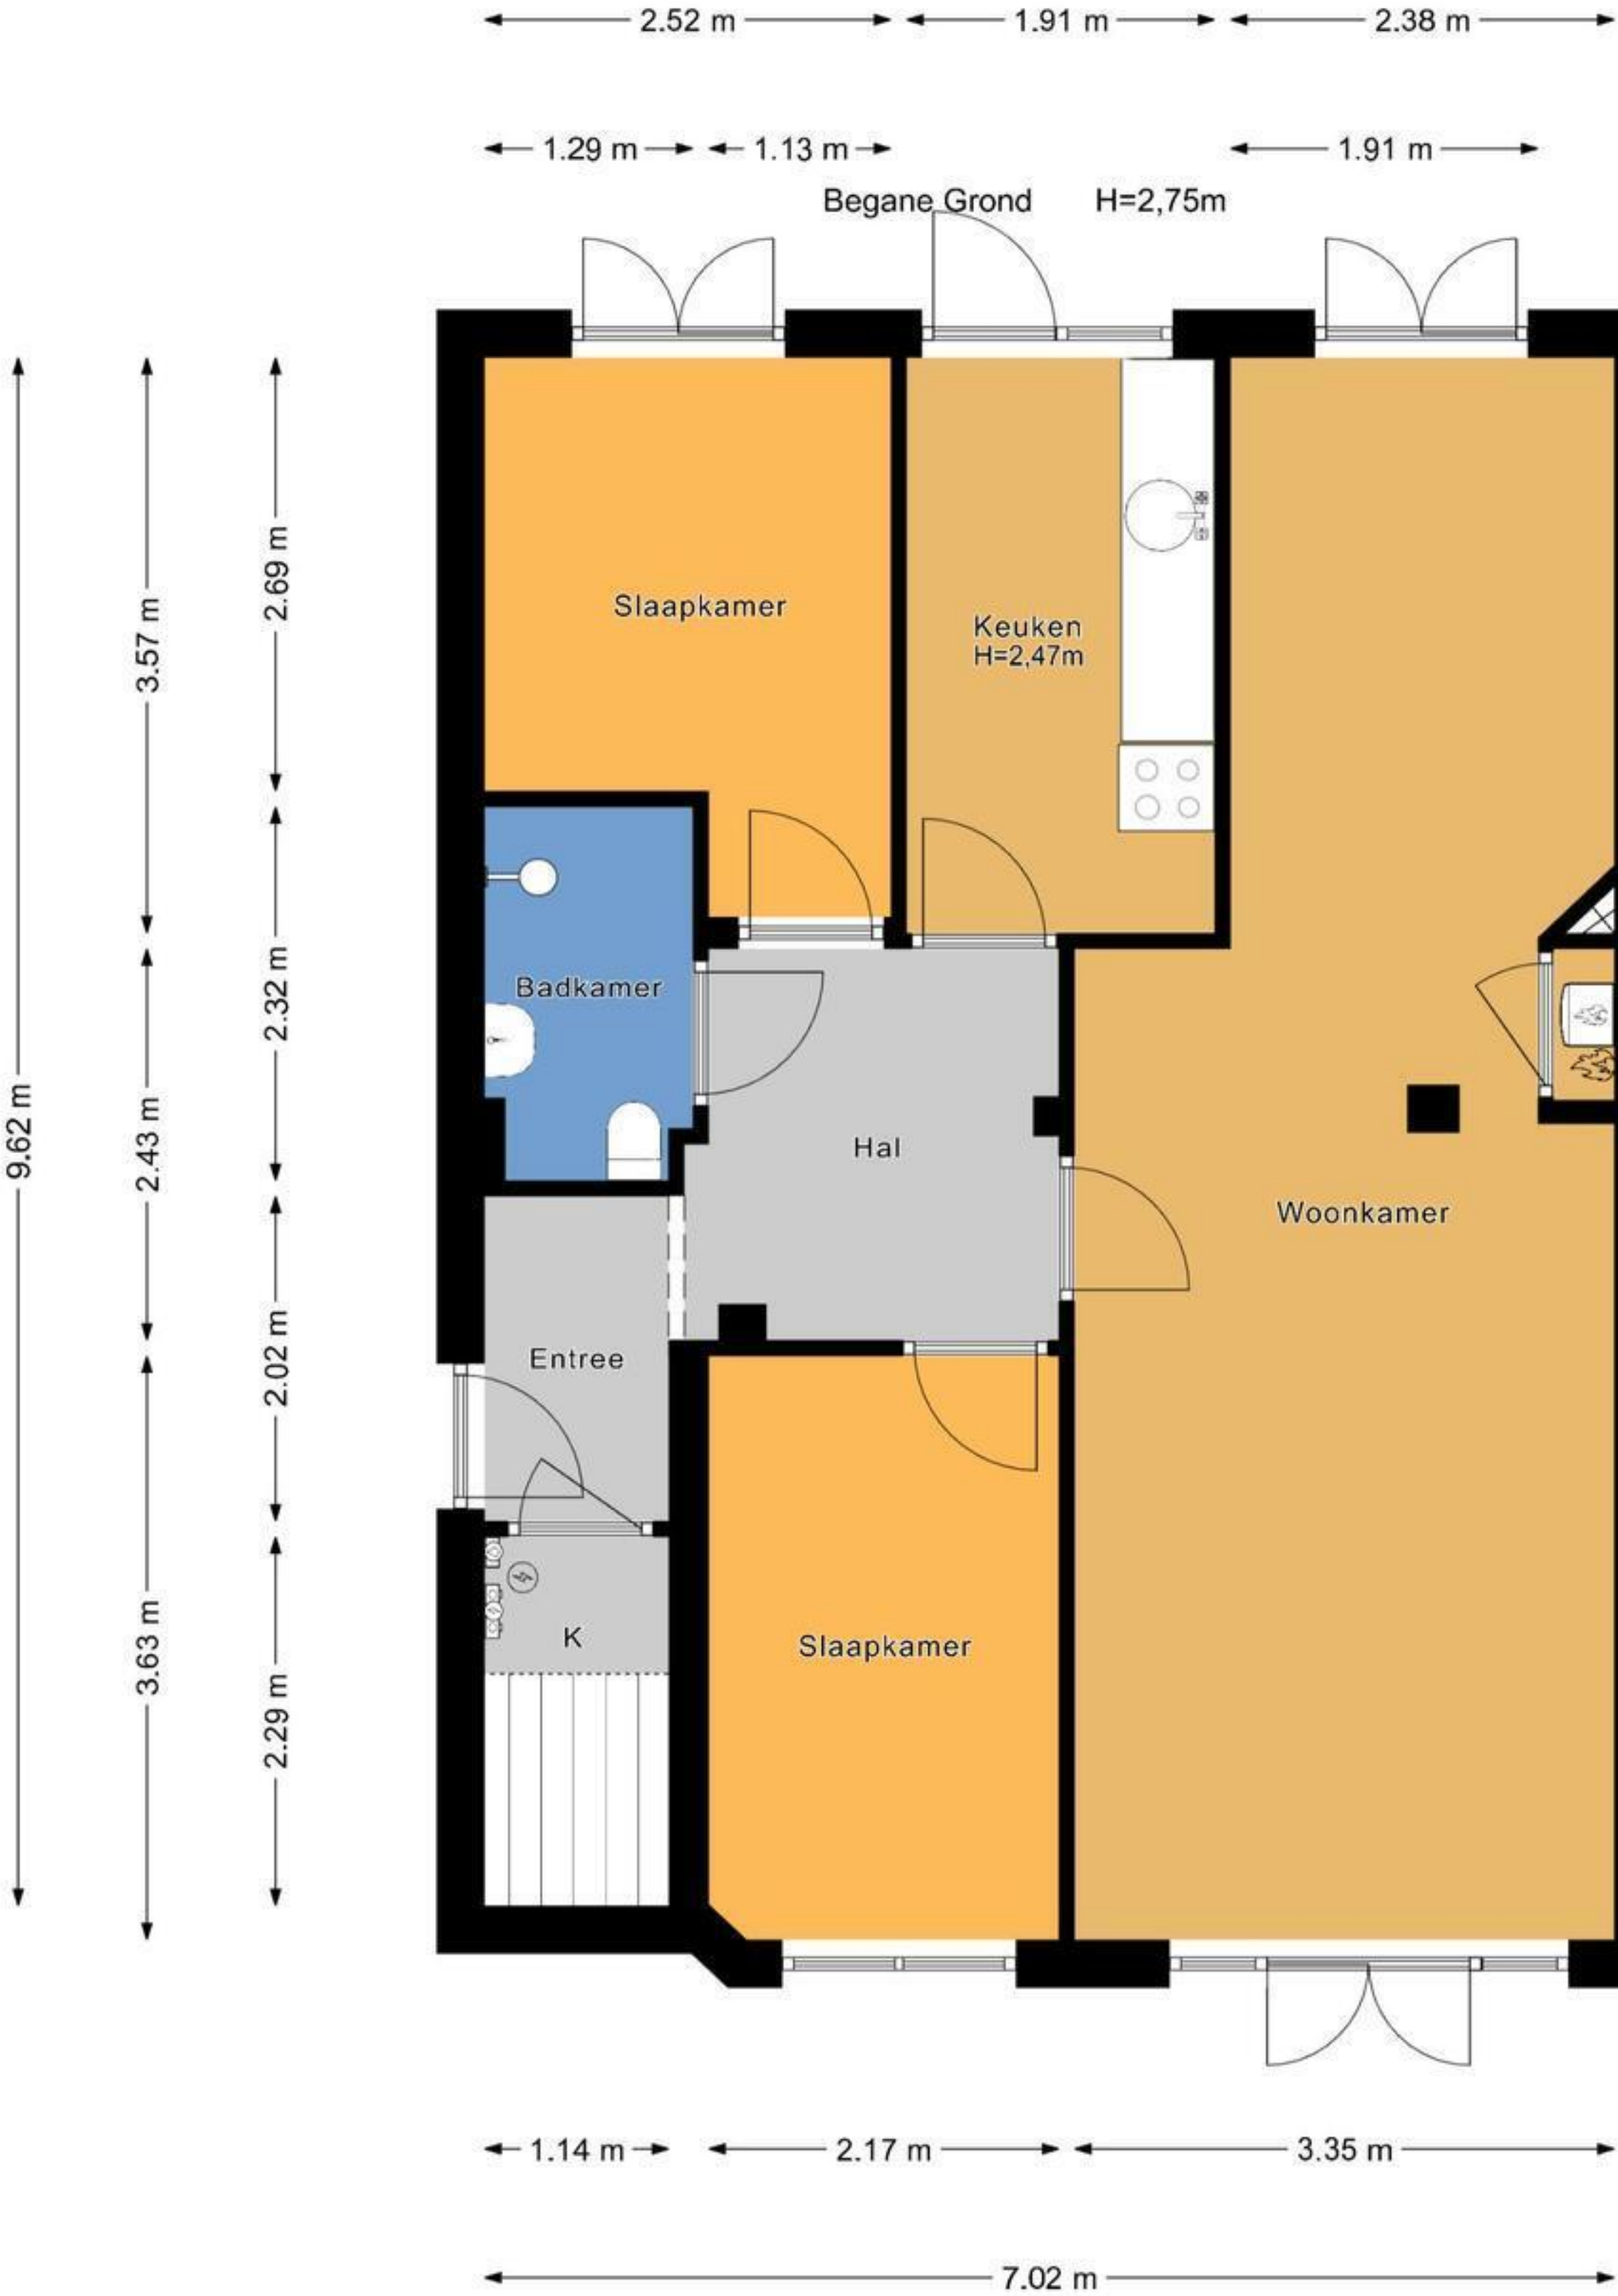 2.52 m 1.91 m 2.38 m
1.29 m 1.13 m 1.91 m
Begane Grond H=2,75m
Slaapkamer
Keuken
H=2,47m
Badkamer
Hal
Woonkamer
Entree
K
Slaapkamer
9.62 m
3.57 m
2.43 m
3.63 m
2.69 m
2.32 m
2.02 m
2.29 m
1.14 m 2.17 m 3.35 m
7.02 m